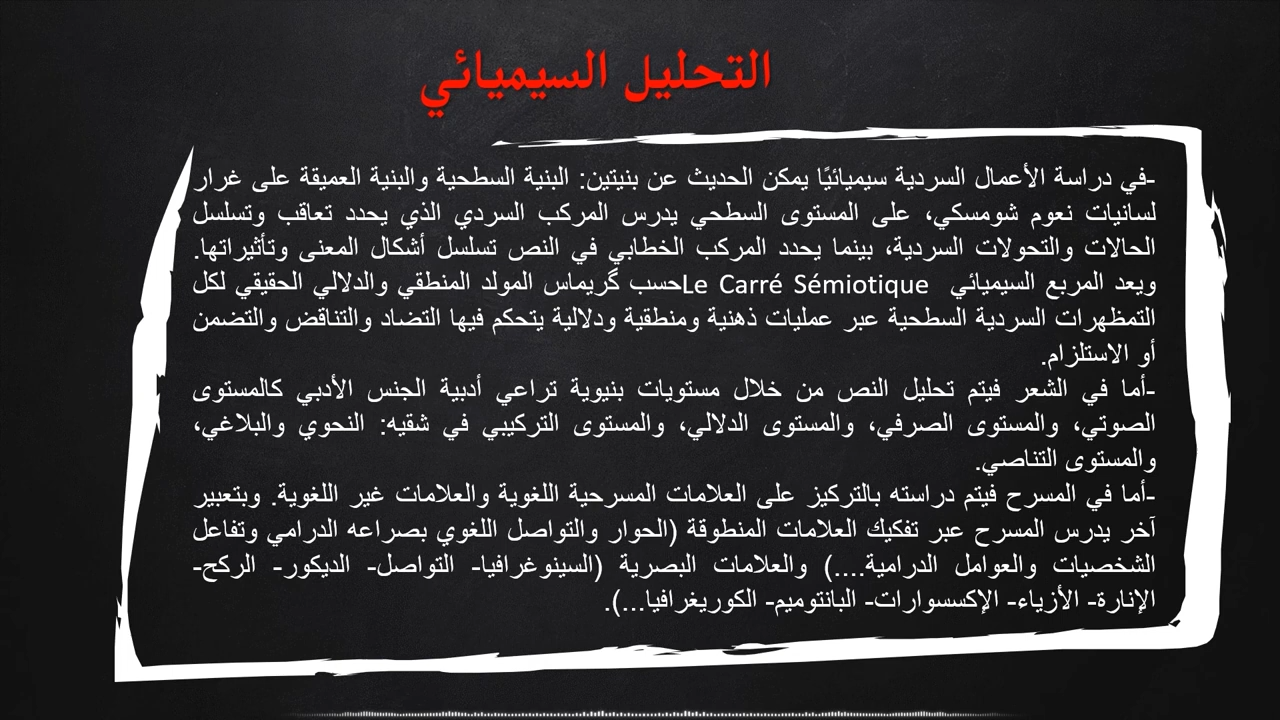 التحليل السيميائي
-في دراسة الأعمال السردية سيميائيًا يمكن الحديث عن بنيتين: البنية السطحية والبنية العميقة على غرار
لسانيات نعوم شومسكي، على المستوى السطحي يدرس المركب السردي الذي يحدد تعاقب وتسلسل
الحالات والتحولات السردية، بينما يحدد المركب الخطابي في النص تسلسل أشكال المعنى وتأثيراتها.
ويعد المربع السيميائي Le Carré Sémiotiqueحسب گريماس المولد المنطقي والدلالي الحقيقي لكل
التمظهرات السردية السطحية عبر عمليات ذهنية ومنطقية ودلالية يتحكم فيها التضاد والتناقض والتضمن
أو الاستلزام.
-أما في الشعر فيتم تحليل النص من خلال مستويات بنيوية تراعي أدبية الجنس الأدبي كالمستوى
الصوتي، والمستوى الصرفي، والمستوى الدلالي، والمستوى التركيبي في شقيه: النحوي والبلاغي،
والمستوى التناصي.
-أما في المسرح فيتم دراسته بالتركيز على العلامات المسرحية اللغوية والعلامات غير اللغوية. وبتعبير
آخر يدرس المسرح عبر تفكيك العلامات المنطوقة (الحوار والتواصل اللغوي بصراعه الدرامي وتفاعل
الشخصيات والعوامل الدرامية....) والعلامات البصرية (السينوغرافيا- التواصل- الديكور- الركح-
الإنارة- الأزياء- الإكسسوارات- البانتوميم- الكوريغرافيا...).